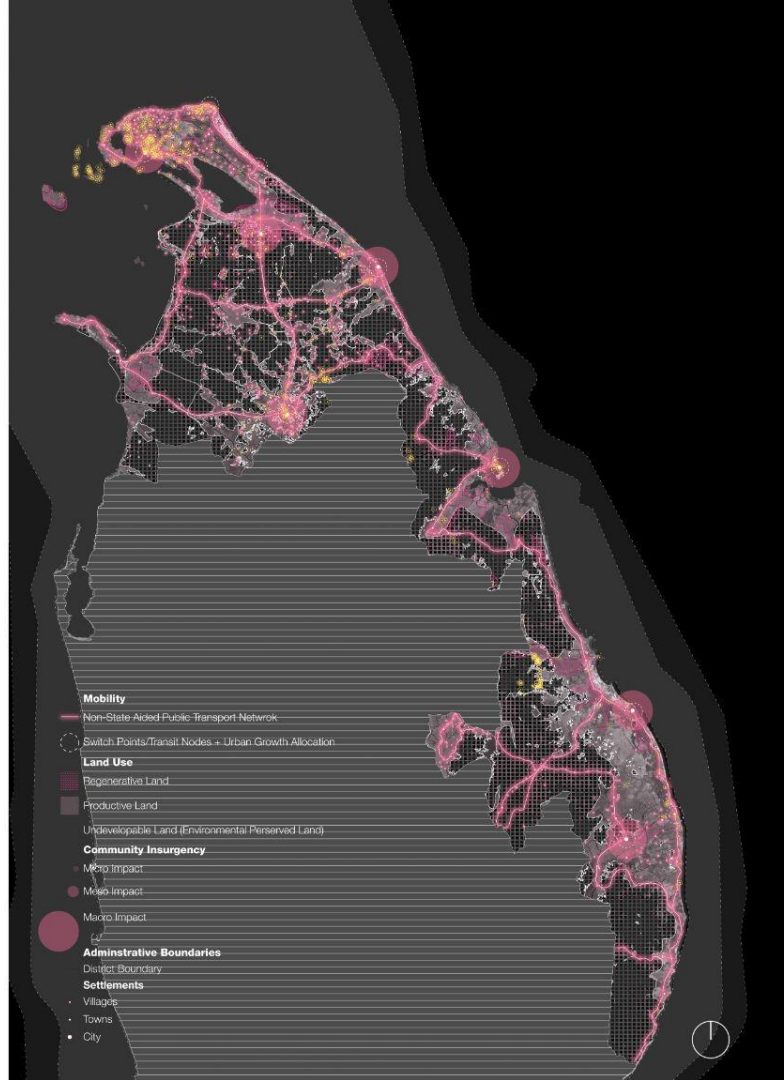 Mobility
Non-State Aided Public Transport Netwrok
Switch Points/Transit Nodes + Urban Growth Allocation
Land Use
Regenerative Land
Productive Land
Undevelopable Land (Environmental Perserved Land)
Community Insurgency
Micro Impact
Meso Impact
Macro Impact
Adminstrative Boundaries
District Boundary
Settlements
Villages
Towns
City